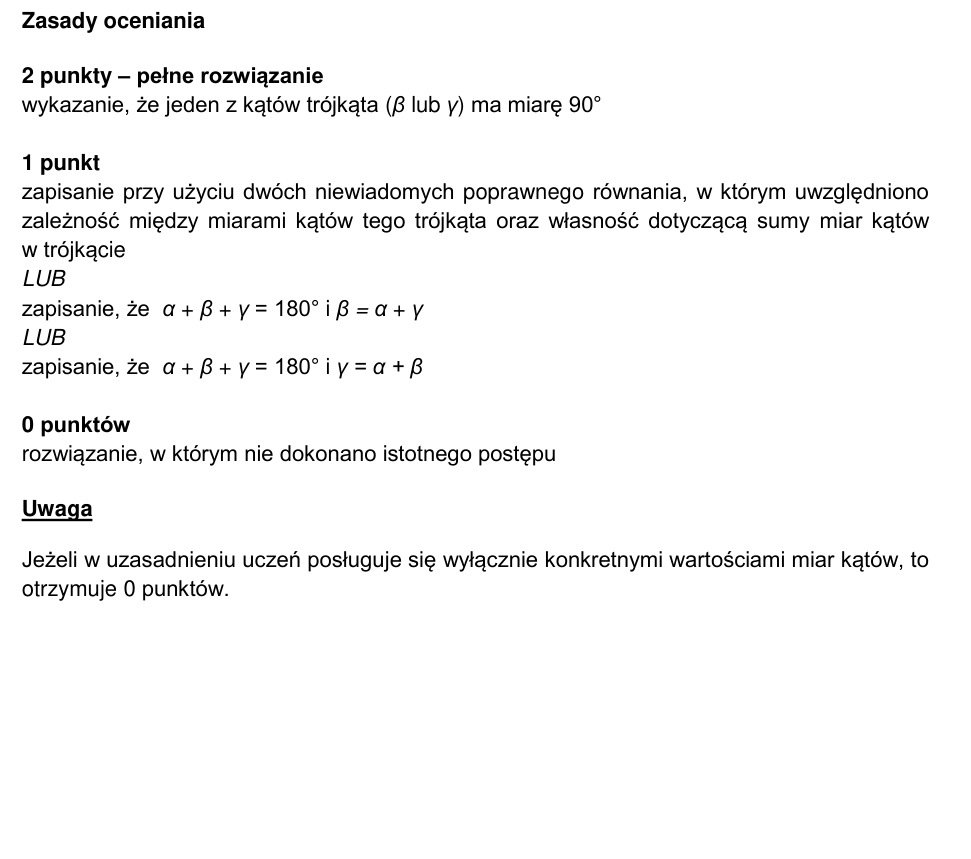 Zasady oceniania
2 punkty – pełne rozwiązanie
wykazanie, że jeden z kątów trójkąta (β lub γ) ma miarę 90°
1 punkt
zapisanie przy użyciu dwóch niewiadomych poprawnego równania, w którym uwzględniono
zależność między miarami kątów tego trójkąta oraz własność dotyczącą sumy miar kątów
w trójkącie
LUB
zapisanie, że α + β + γ = 180° i β = α + γ
LUB
zapisanie, że α + β + γ = 180° i γ = α + β
0 punktów
rozwiązanie, w którym nie dokonano istotnego postępu
Uwaga
Jeżeli w uzasadnieniu uczeń posługuje się wyłącznie konkretnymi wartościami miar kątów, to
otrzymuje 0 punktów.